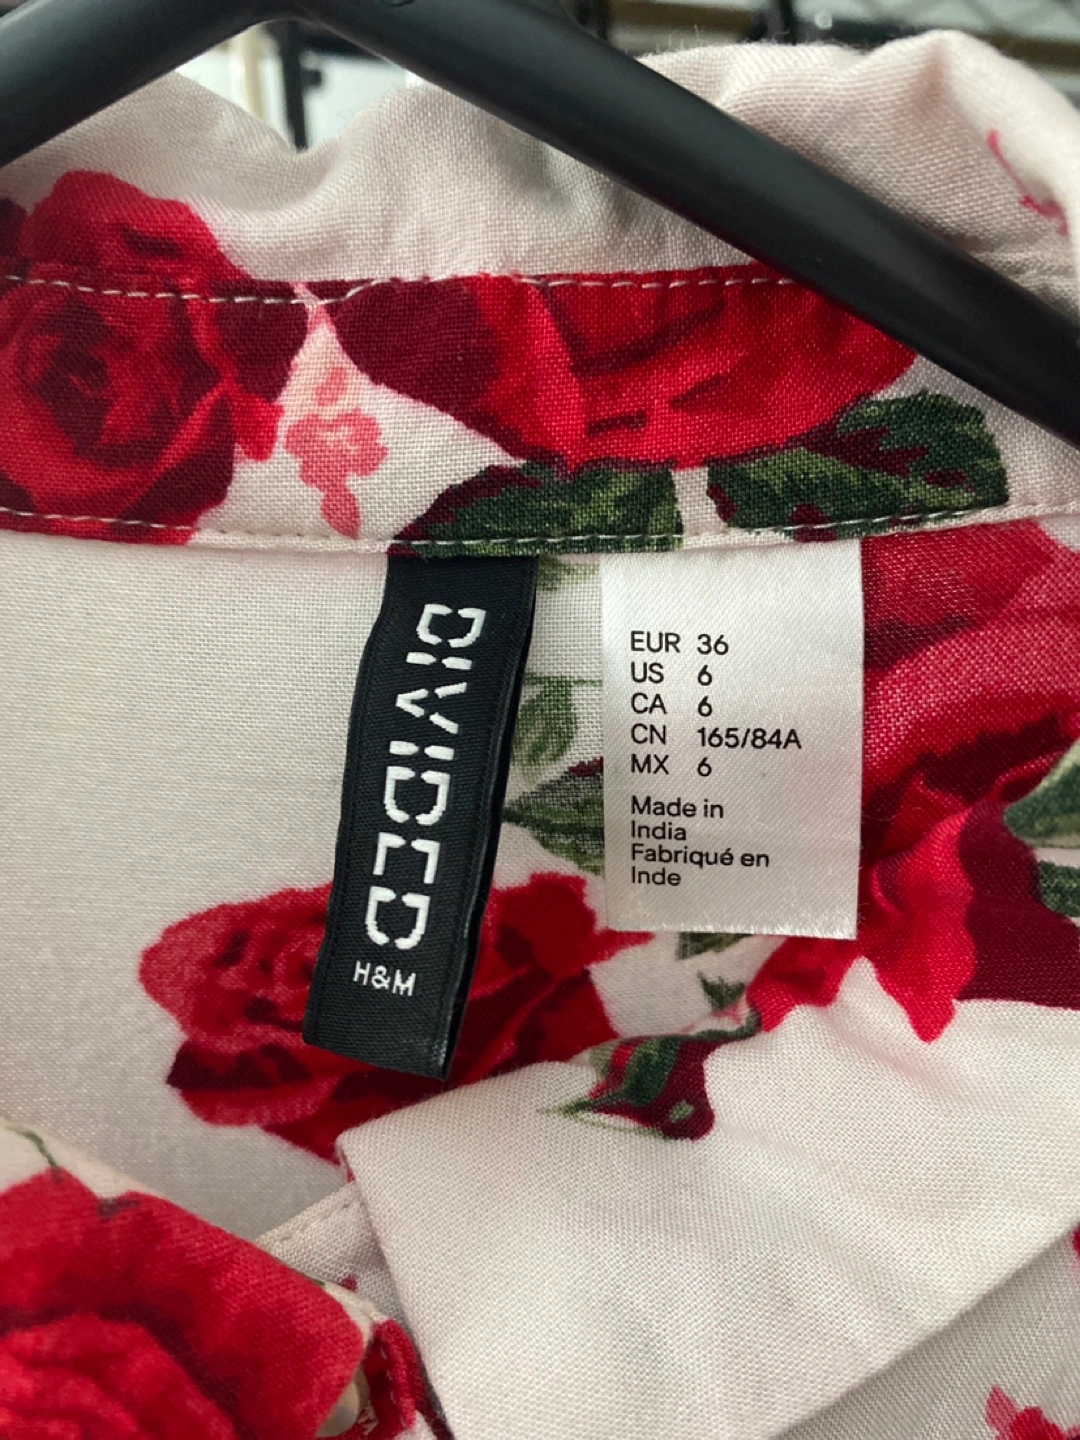 DIVIDED
H&M
EUR 36
US 6
CA 6
CN 165/84A
MX 6
Made in
India
Fabriqué en
Inde